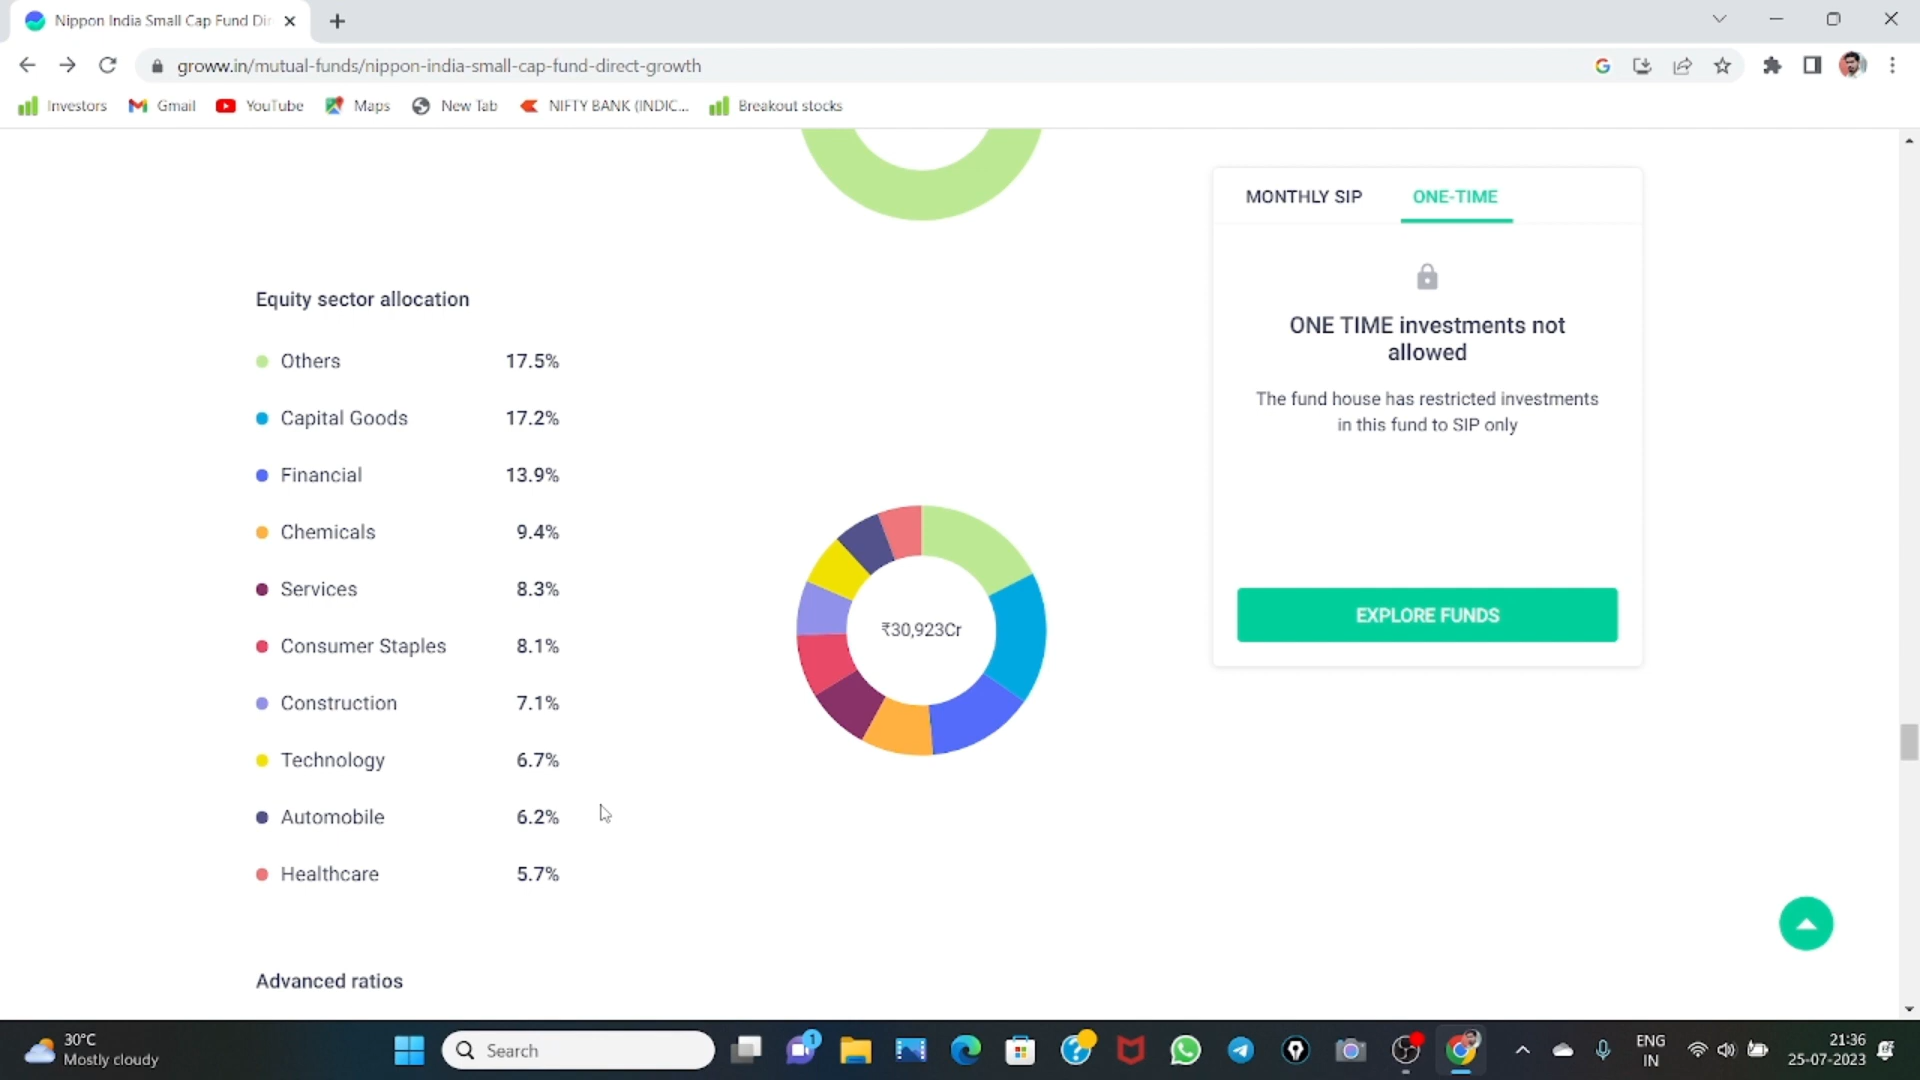 Nippon India Small Cap Fund Dir
groww.in/mutual-funds/nippon-india-small-cap-fund-direct-growth
Investors
Gmail
YouTube
Maps
New Tab
NIFTY BANK (INDIC...
Breakout stocks
MONTHLY SIP
ONE-TIME
ONE TIME investments not
allowed
The fund house has restricted investments
in this fund to SIP only
EXPLORE FUNDS
Equity sector allocation
Others 17.5%
Capital Goods 17.2%
Financial 13.9%
Chemicals 9.4%
Services 8.3%
Consumer Staples 8.1%
Construction 7.1%
Technology 6.7%
Automobile 6.2%
Healthcare 5.7%
₹30,923Cr
Advanced ratios
30°C
Mostly cloudy
Search
1
ENG
IN
21:36
25-07-2023